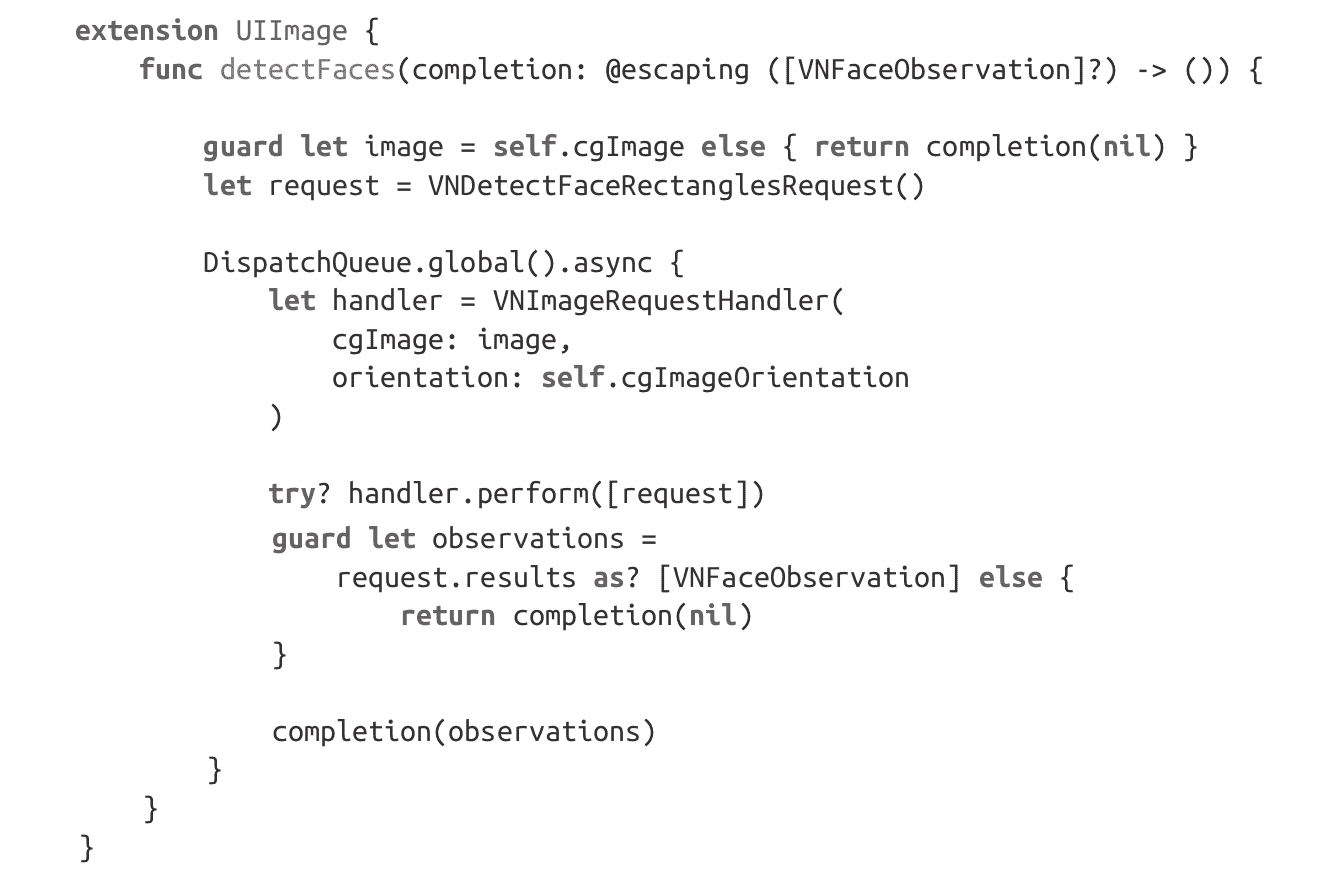 extension UIImage {
    func detectFaces(completion: @escaping ([VNFaceObservation]?) -> ()) {

        guard let image = self.cgImage else { return completion(nil) }
        let request = VNDetectFaceRectanglesRequest()

        DispatchQueue.global().async {
            let handler = VNImageRequestHandler(
                cgImage: image,
                orientation: self.cgImageOrientation
            )

            try? handler.perform([request])
            guard let observations =
                request.results as? [VNFaceObservation] else {
                    return completion(nil)
            }

            completion(observations)
        }
    }
}